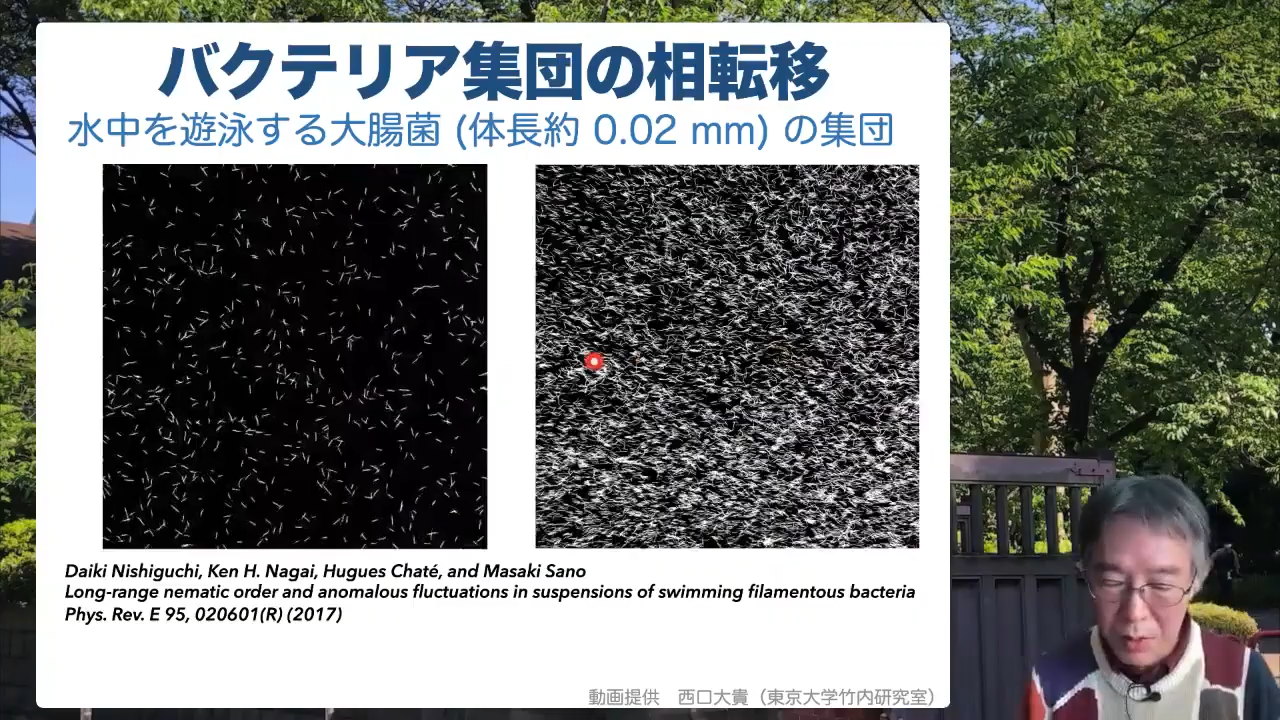 バクテリア集団の相転移
水中を遊泳する大腸菌 (体長約 0.02 mm) の集団
Daiki Nishiguchi, Ken H. Nagai, Hugues Chaté, and Masaki Sano
Long-range nematic order and anomalous fluctuations in suspensions of swimming filamentous bacteria
Phys. Rev. E 95, 020601(R) (2017)
動画提供　西口大貴（東京大学竹内研究室）